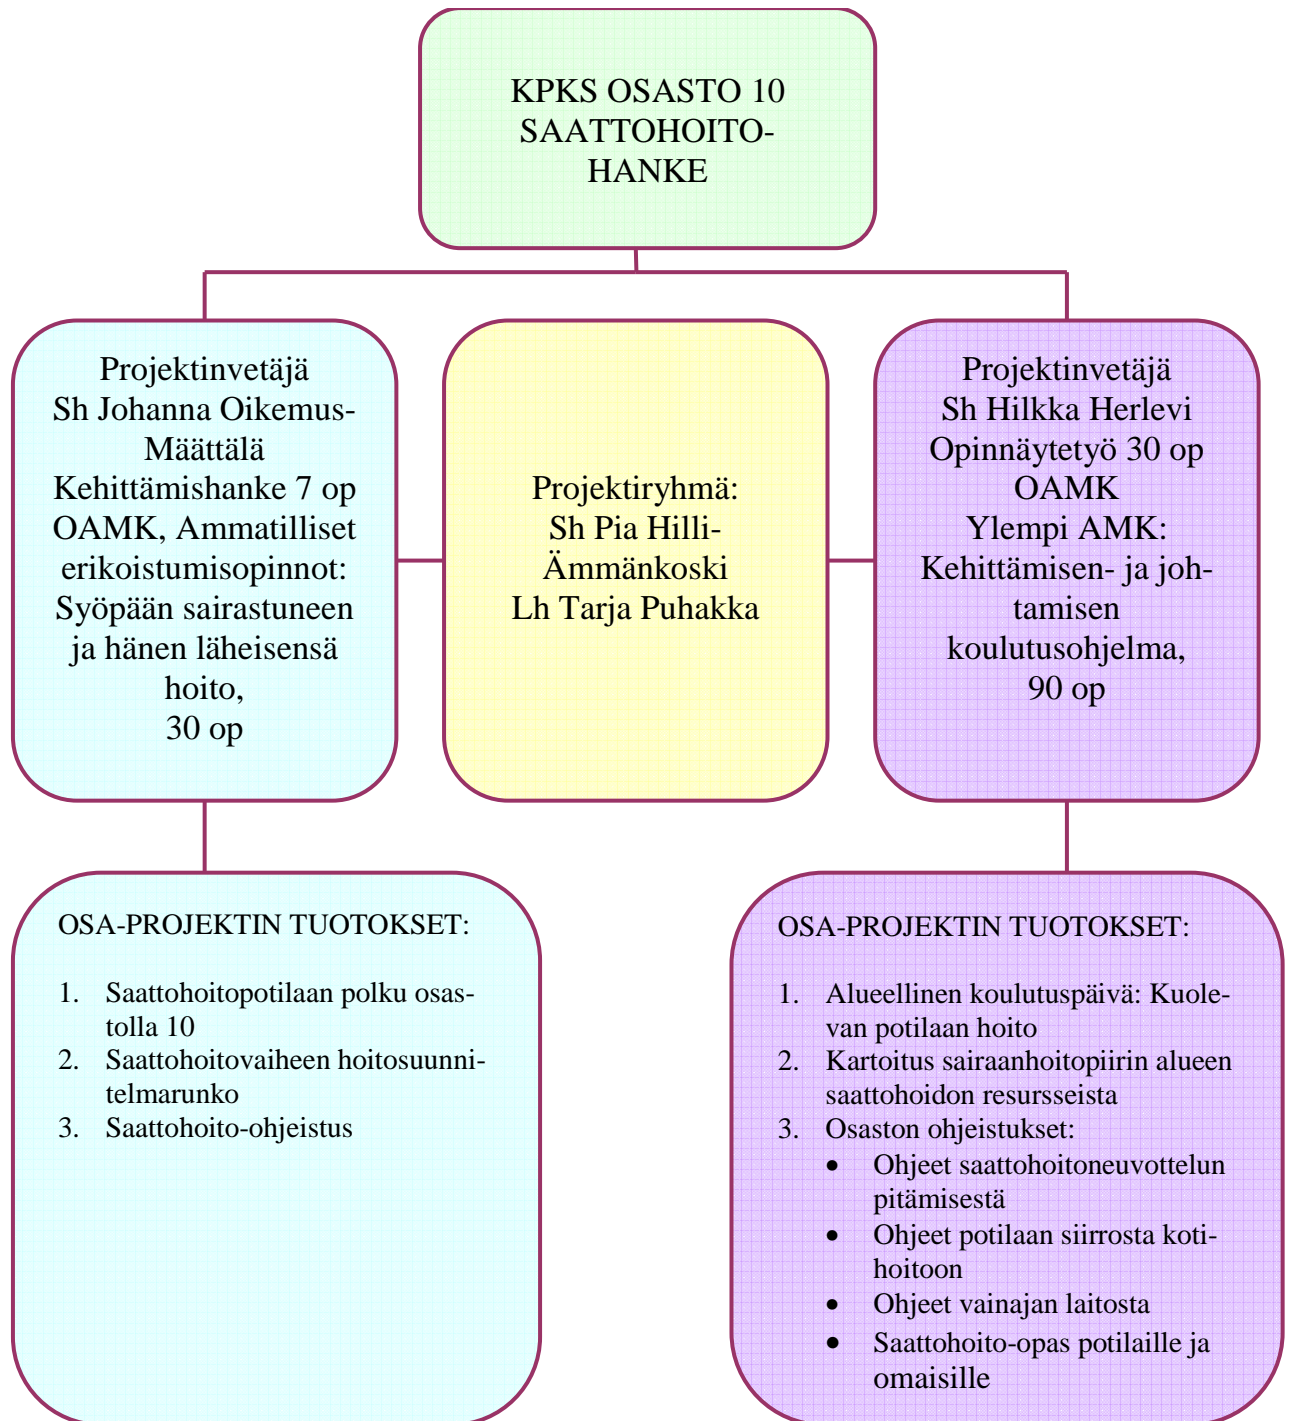 KPKS OSASTO 10
SAATTOHOITO-
HANKE
Projektinvetäjä
Sh Johanna Oikemus-
Määttälä
Kehittämishanke 7 op
OAMK, Ammatilliset
erikoistumisopinnot:
Syöpään sairastuneen
ja hänen läheisensä
hoito,
30 op
Projektiryhmä:
Sh Pia Hilli-
Ämmänkoski
Lh Tarja Puhakka
Projektinvetäjä
Sh Hilkka Herlevi
Opinnäytetyö 30 op
OAMK
Ylempi AMK:
Kehittämisen- ja joh-
tamisen
koulutusohjelma,
90 op
OSA-PROJEKTIN TUOTOKSET:
1. Saattohoitopotilaan polku osas-
tolla 10
2. Saattohoitovaiheen hoitosuunni-
telmarunko
3. Saattohoito-ohjeistus
OSA-PROJEKTIN TUOTOKSET:
1. Alueellinen koulutuspäivä: Kuole-
van potilaan hoito
2. Kartoitus sairaanhoitopiirin alueen
saattohoidon resursseista
3. Osaston ohjeistukset:
• Ohjeet saattohoitoneuvottelun
pitämisestä
• Ohjeet potilaan siirrosta koti-
hoitoon
• Ohjeet vainajan laitosta
• Saattohoito-opas potilaille ja
omaisille